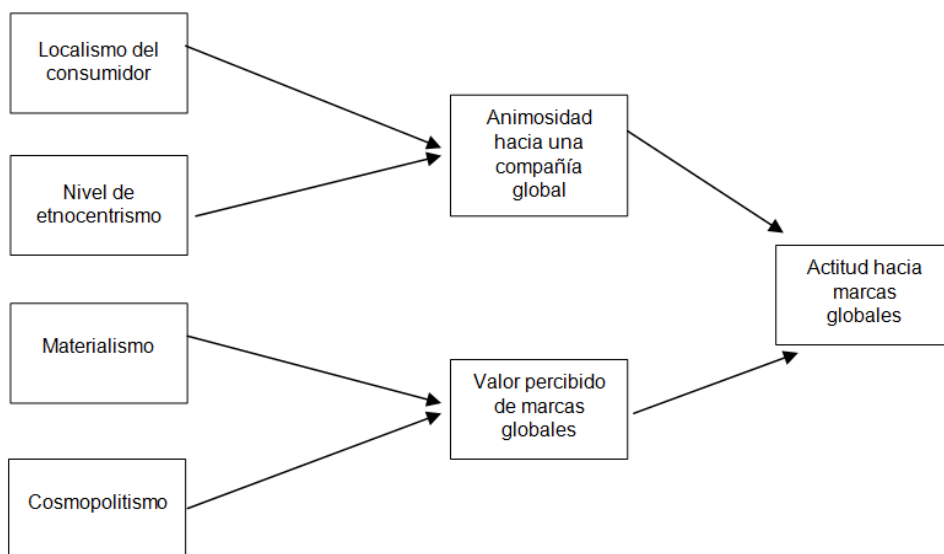 Localismo del
consumidor
Nivel de
etnocentrismo
Materialismo
Cosmopolitismo
Animosidad
hacia una
compañía
global
Valor percibido
de marcas
globales
Actitud hacia
marcas
globales